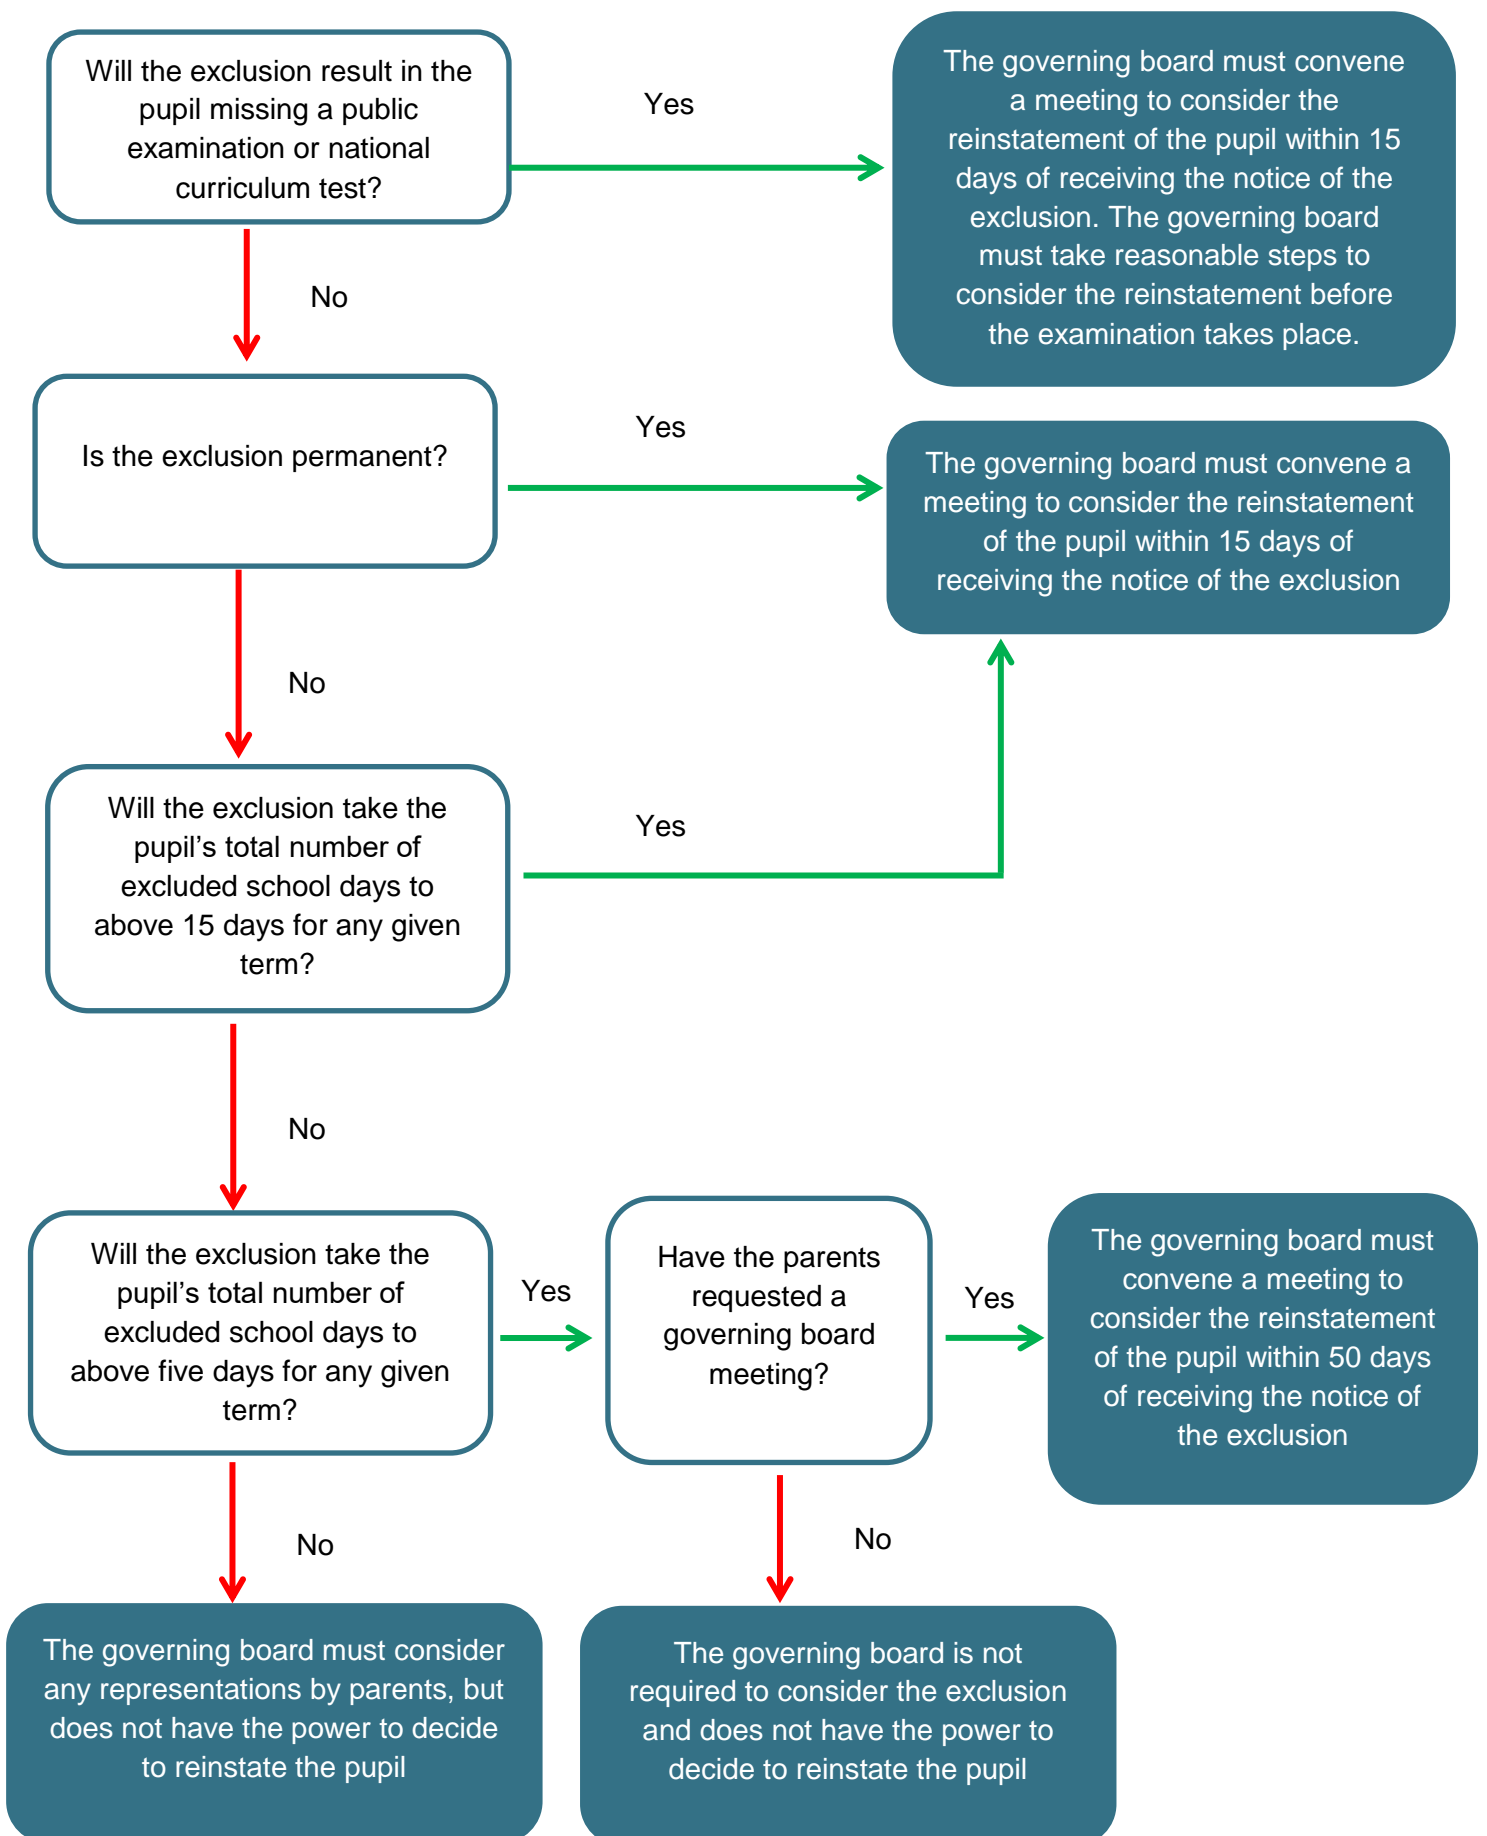 Will the exclusion result in the
pupil missing a public
examination or national
curriculum test?
Yes
The governing board must convene
a meeting to consider the
reinstatement of the pupil within 15
days of receiving the notice of the
exclusion. The governing board
must take reasonable steps to
consider the reinstatement before
the examination takes place.
No
Is the exclusion permanent?
Yes
The governing board must convene a
meeting to consider the reinstatement
of the pupil within 15 days of
receiving the notice of the exclusion
No
Will the exclusion take the
pupil’s total number of
excluded school days to
above 15 days for any given
term?
Yes
No
Will the exclusion take the
pupil’s total number of
excluded school days to
above five days for any given
term?
Yes
Have the parents
requested a
governing board
meeting?
Yes
The governing board must
convene a meeting to
consider the reinstatement
of the pupil within 50 days
of receiving the notice of
the exclusion
No
No
The governing board must consider
any representations by parents, but
does not have the power to decide
to reinstate the pupil
The governing board is not
required to consider the exclusion
and does not have the power to
decide to reinstate the pupil